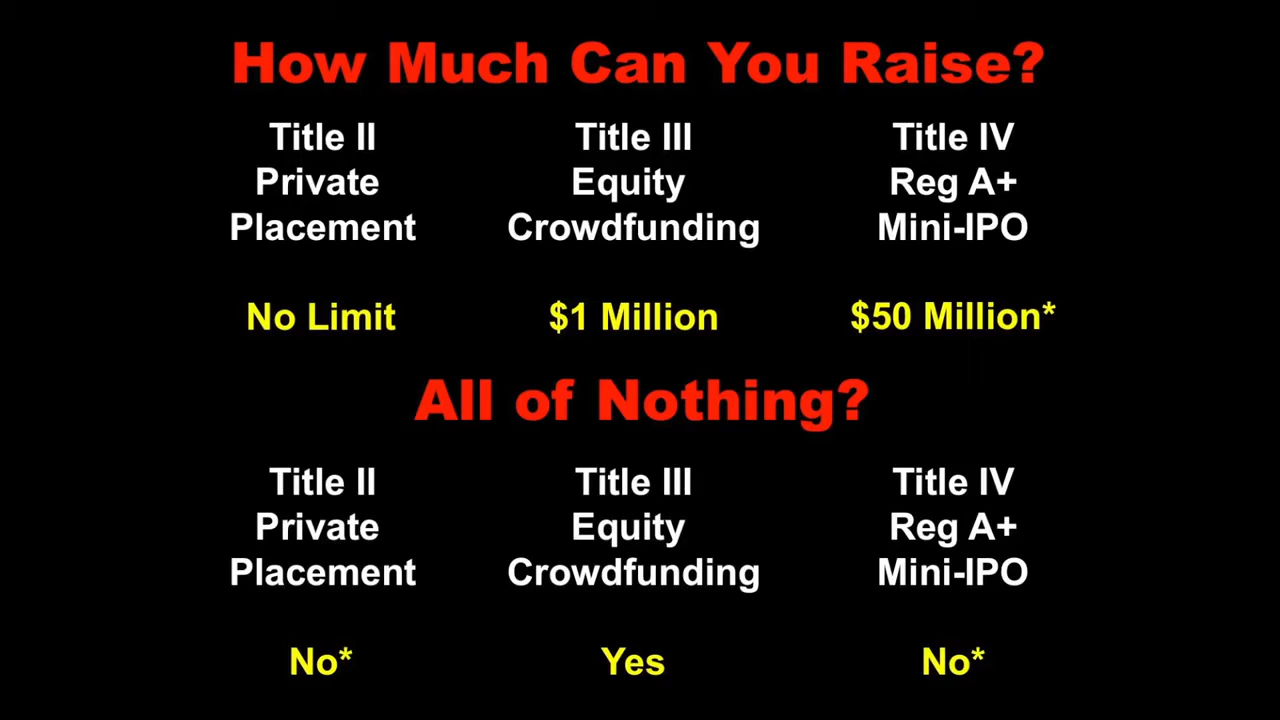 How Much Can You Raise?
Title II Title III Title IV
Private Equity Reg A+
Placement Crowdfunding Mini-IPO
No Limit $1 Million $50 Million*
All of Nothing?
Title II Title III Title IV
Private Equity Reg A+
Placement Crowdfunding Mini-IPO
No* Yes No*